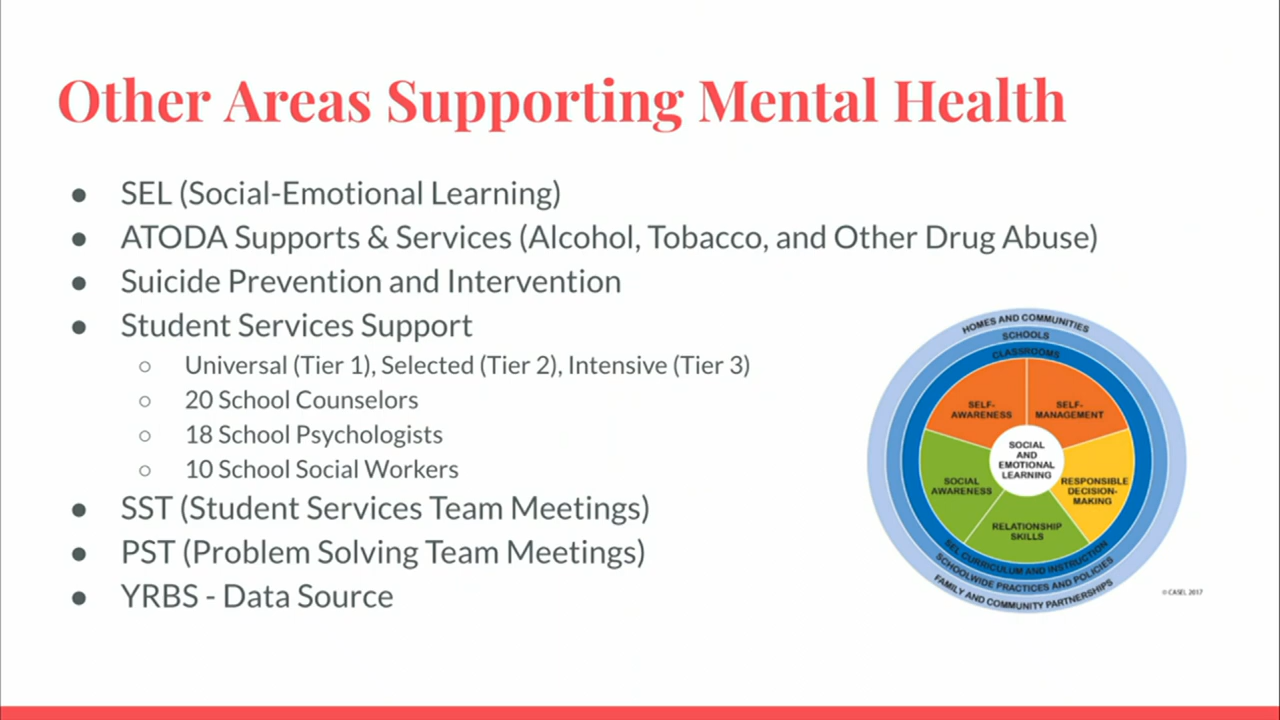 Other Areas Supporting Mental Health
● SEL (Social-Emotional Learning)
● ATODA Supports & Services (Alcohol, Tobacco, and Other Drug Abuse)
● Suicide Prevention and Intervention
● Student Services Support
○ Universal (Tier 1), Selected (Tier 2), Intensive (Tier 3)
○ 20 School Counselors
○ 18 School Psychologists
○ 10 School Social Workers
● SST (Student Services Team Meetings)
● PST (Problem Solving Team Meetings)
● YRBS - Data Source
HOMES AND COMMUNITIES
SCHOOLS
CLASSROOMS
SELF-
AWARENESS
SELF-
MANAGEMENT
SOCIAL
AND
EMOTIONAL
LEARNING
SOCIAL
AWARENESS
RESPONSIBLE
DECISION-
MAKING
RELATIONSHIP
SKILLS
SEL CURRICULUM AND INSTRUCTION
SCHOOLWIDE PRACTICES AND POLICIES
FAMILY AND COMMUNITY PARTNERSHIPS
© CASEL 2017